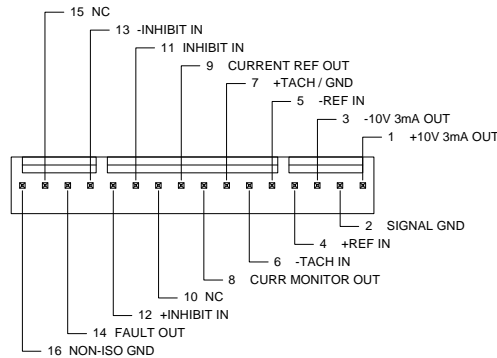 15 NC
13 -INHIBIT IN
11 INHIBIT IN
9 CURRENT REF OUT
7 +TACH / GND
5 -REF IN
3 -10V 3mA OUT
1 +10V 3mA OUT
2 SIGNAL GND
4 +REF IN
6 -TACH IN
8 CURR MONITOR OUT
10 NC
12 +INHIBIT IN
14 FAULT OUT
16 NON-ISO GND